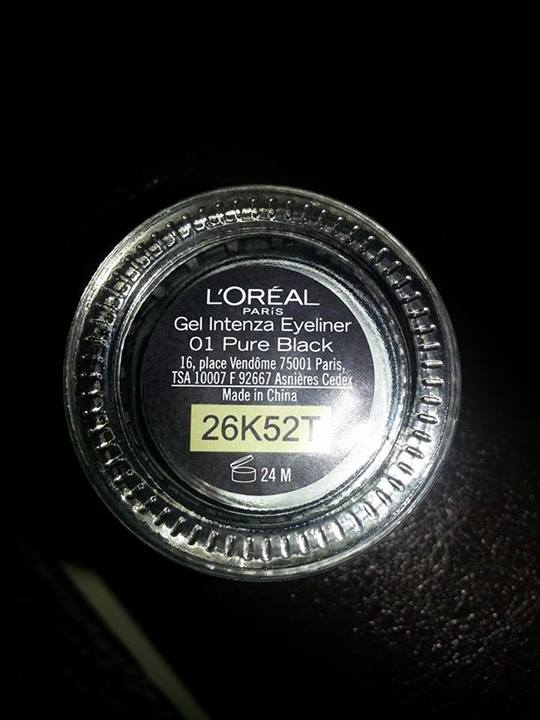 L'ORÉAL
PARIS
Gel Intenza Eyeliner
01 Pure Black
16, place Vendôme 75001 Paris,
TSA 10007 F 92667 Asnières Cedex
Made in China
26K52T
24 M